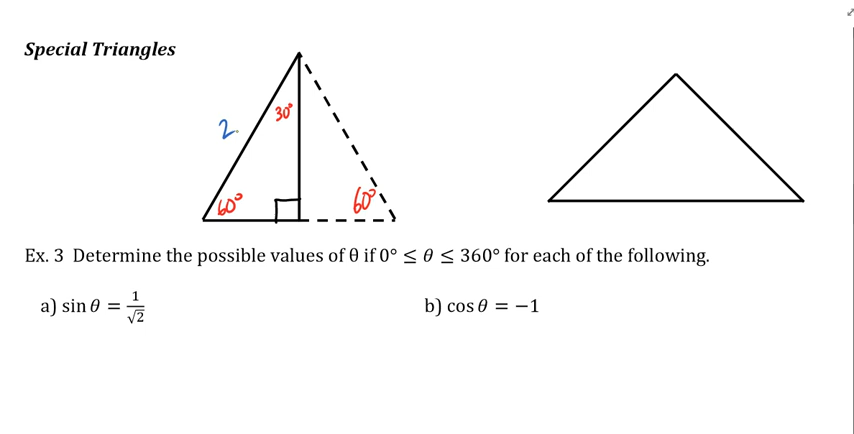 Special Triangles
30°
2
60°
60°
Ex. 3 Determine the possible values of θ if 0° ≤ θ ≤ 360° for each of the following.
a) sin θ = 1/√2
b) cos θ = −1